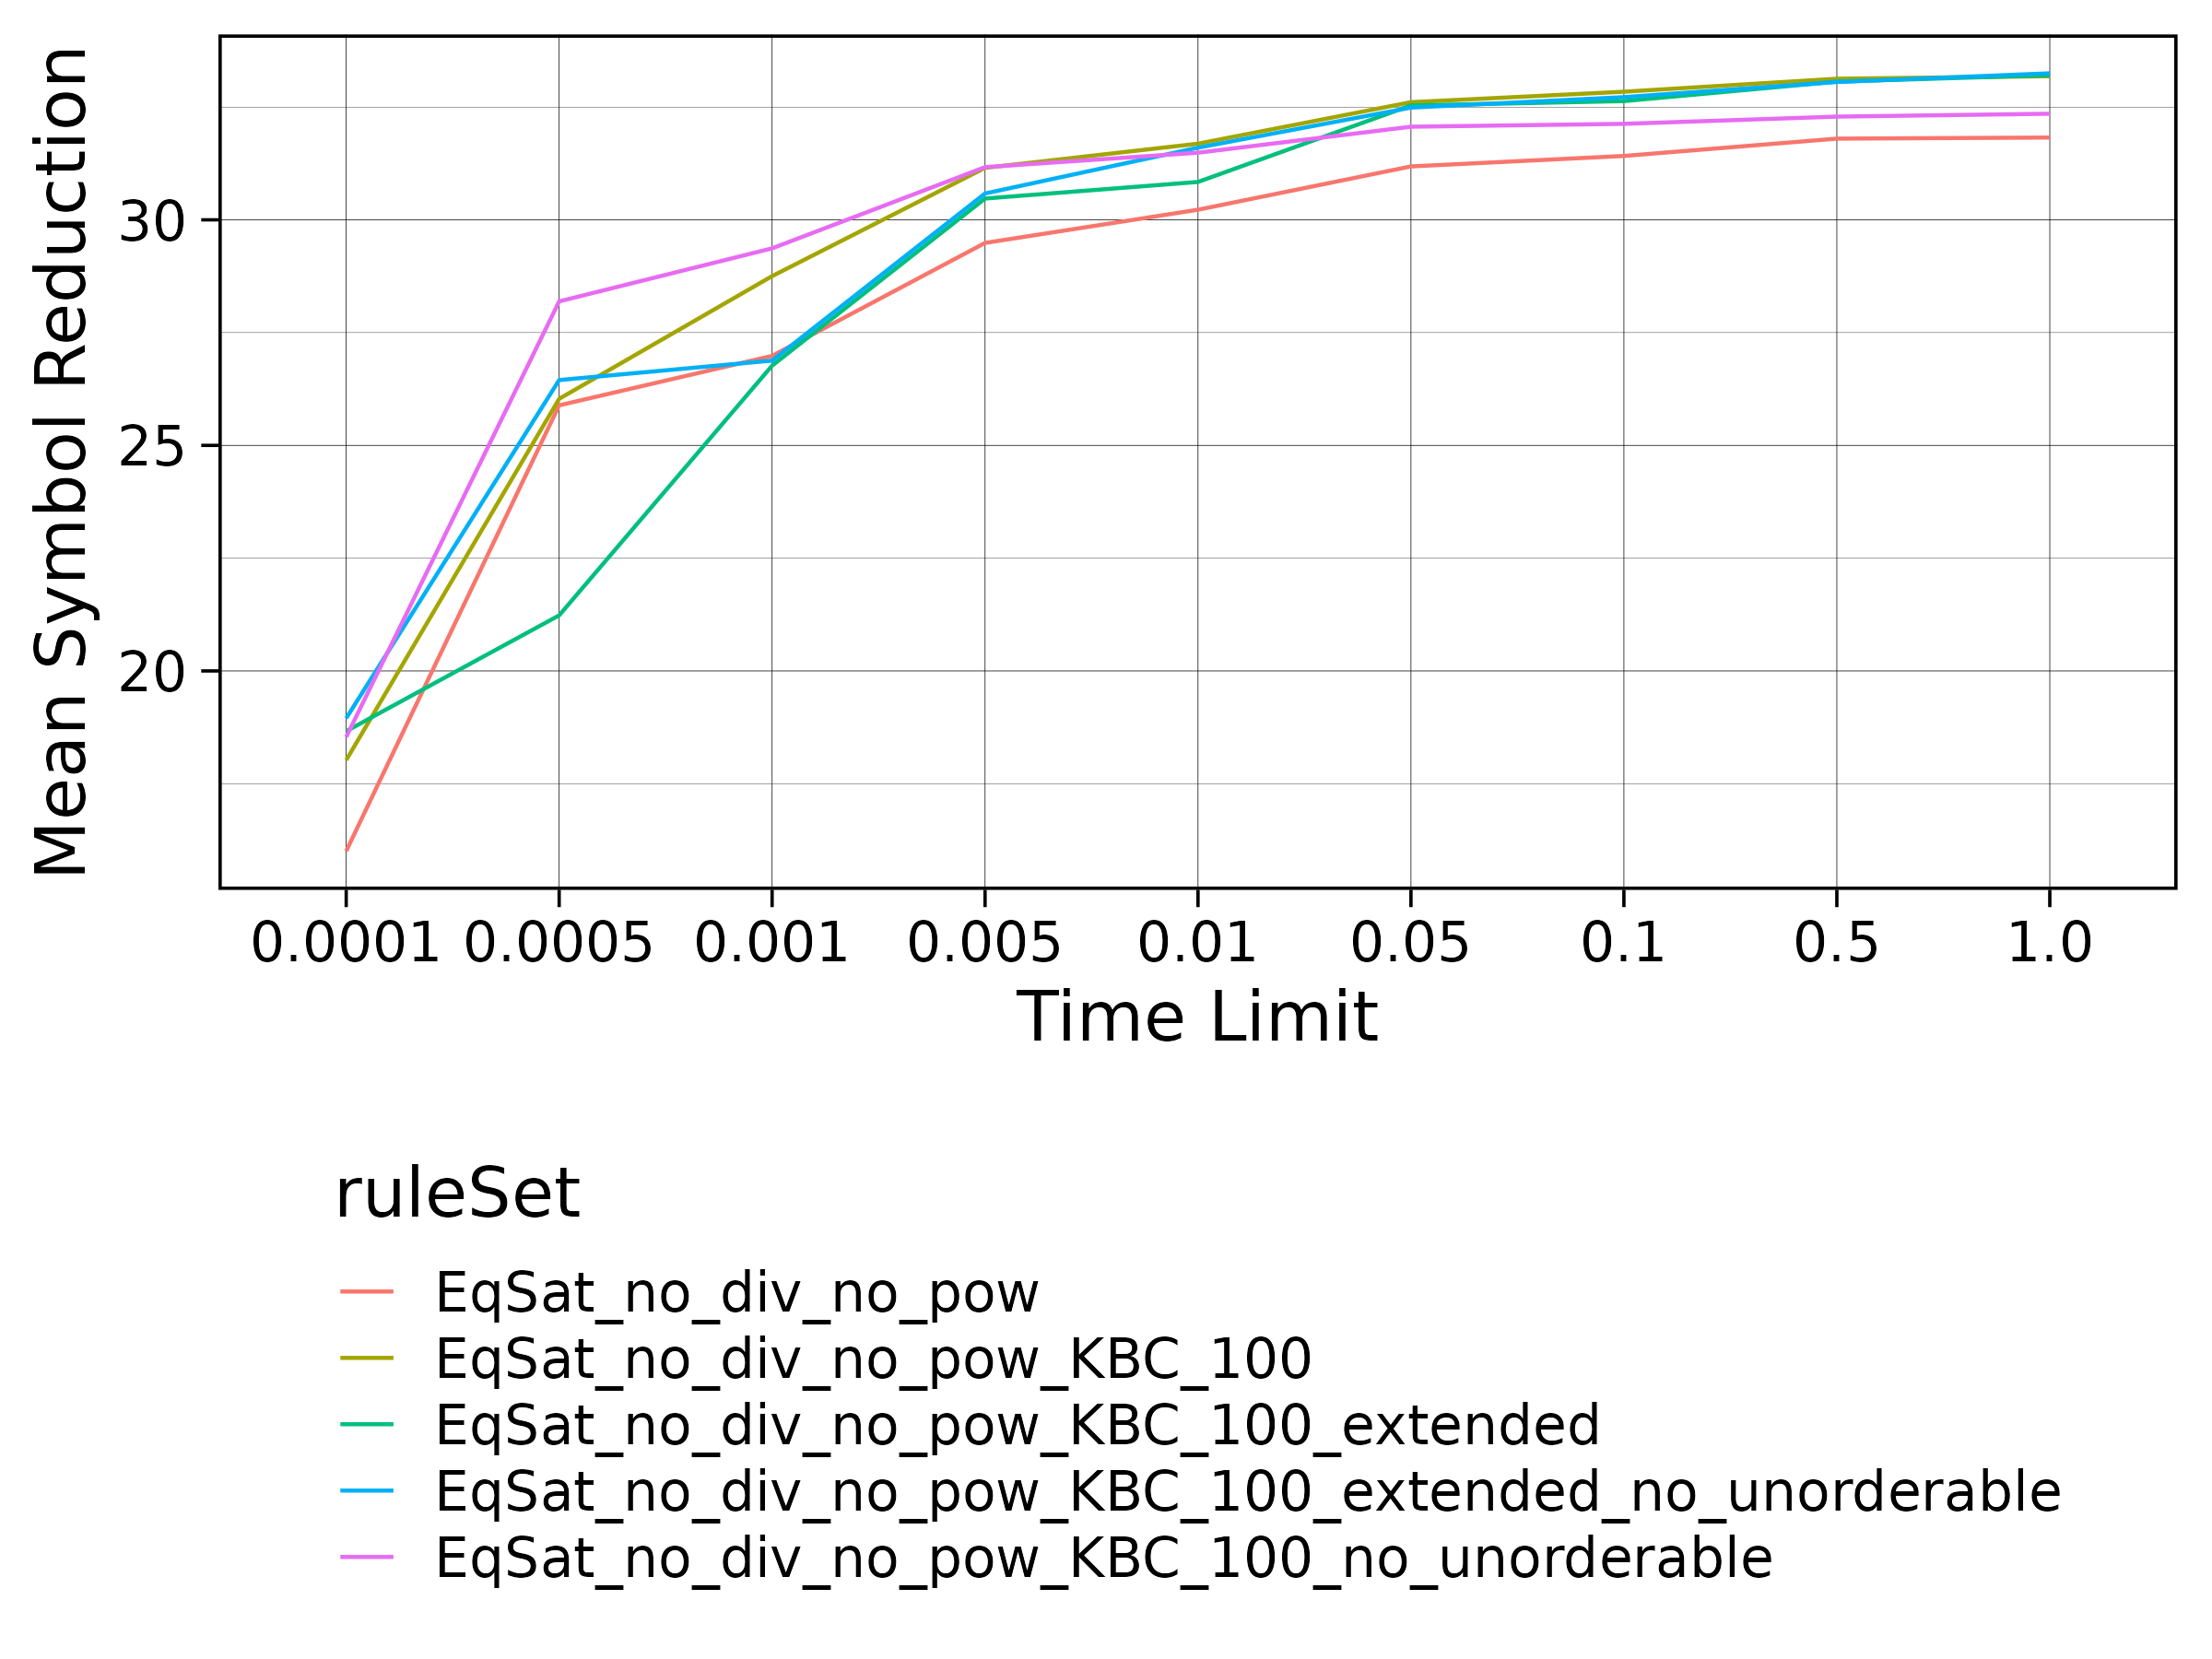 Mean Symbol Reduction
30
25
20
0.0001 0.0005 0.001 0.005 0.01 0.05 0.1 0.5 1.0
Time Limit
ruleSet
EqSat_no_div_no_pow
EqSat_no_div_no_pow_KBC_100
EqSat_no_div_no_pow_KBC_100_extended
EqSat_no_div_no_pow_KBC_100_extended_no_unorderable
EqSat_no_div_no_pow_KBC_100_no_unorderable